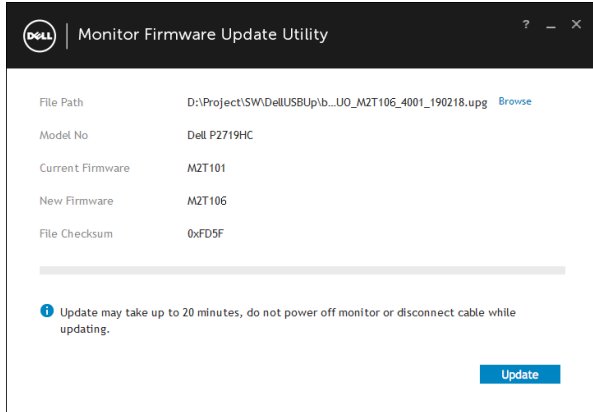 DELL Monitor Firmware Update Utility ? _ X
File Path D:\Project\SW\DellUSBUp\b...UO_M2T106_4001_190218.upg Browse
Model No Dell P2719HC
Current Firmware M2T101
New Firmware M2T106
File Checksum 0xFD5F
Update may take up to 20 minutes, do not power off monitor or disconnect cable while
updating.
Update